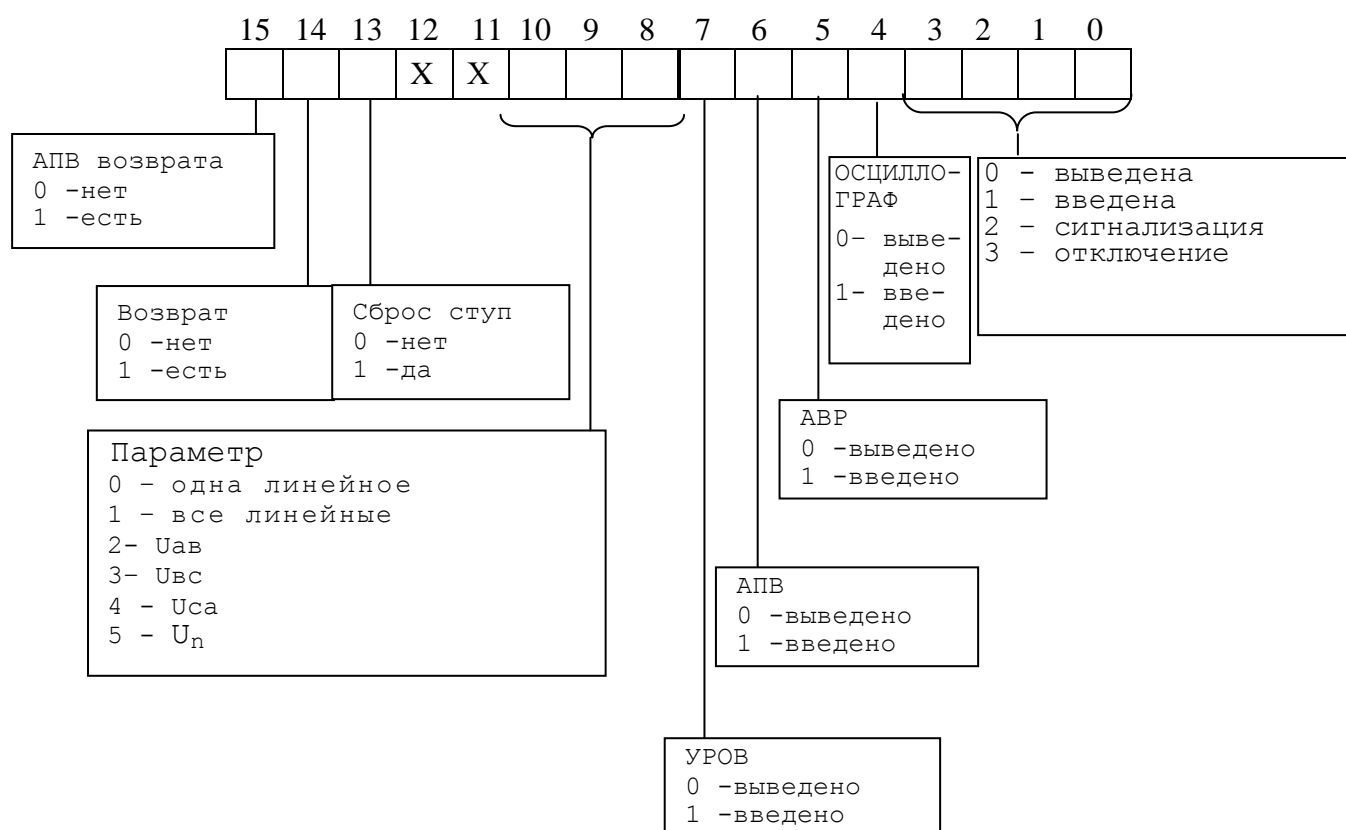 15 14 13 12 11 10 9 8 7 6 5 4 3 2 1 0
X X
АПВ возврата
0 -нет
1 -есть
ОСЦИЛЛО-
ГРАФ
0- выве-
дено
1- вве-
дено
0 - выведена
1 - введена
2 - сигнализация
3 - отключение
Возврат
0 -нет
1 -есть
Сброс ступ
0 -нет
1 -да
АВР
0 -выведено
1 -введено
Параметр
0 - одна линейное
1 - все линейные
2- Uав
3- Uвс
4 - Uса
5 - Un
АПВ
0 -выведено
1 -введено
УРОВ
0 -выведено
1 -введено